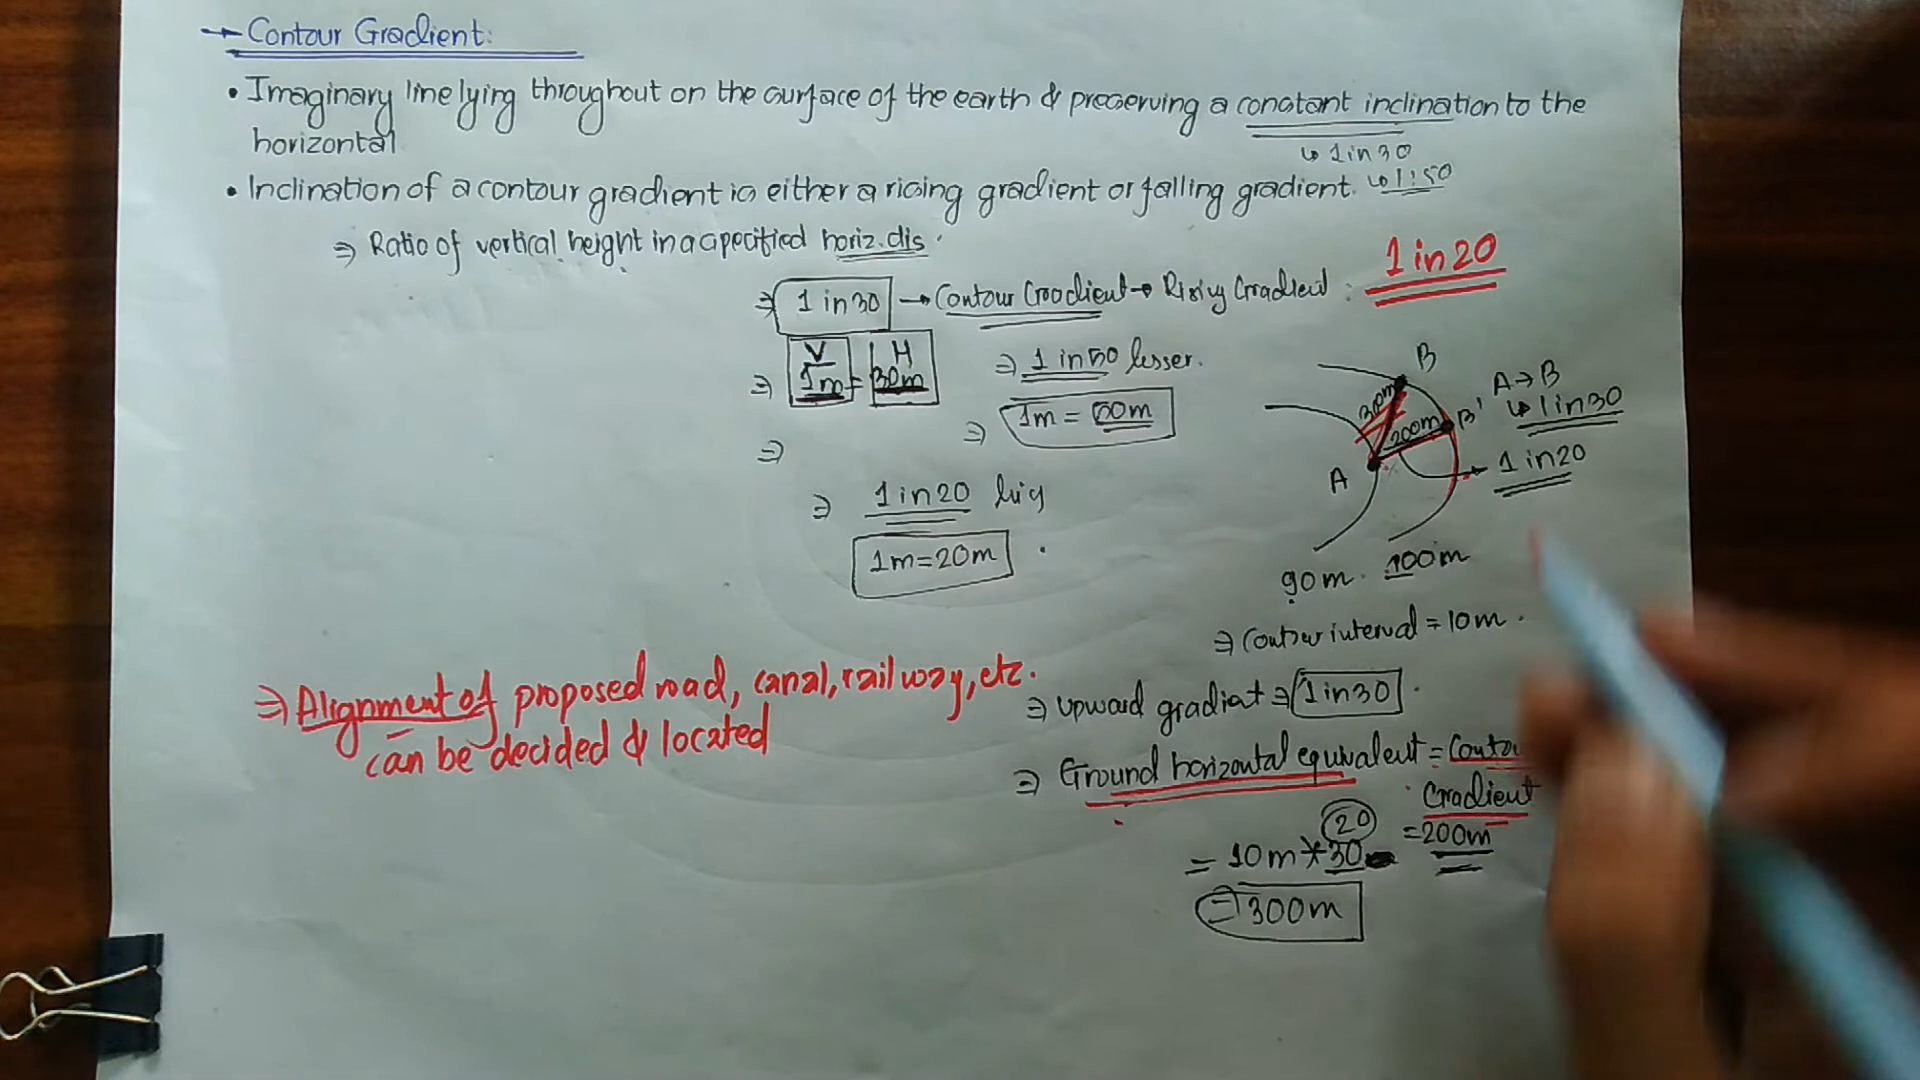 → Contour Gradient:
• Imaginary line lying throughout on the surface of the earth & preserving a constant inclination to the
horizontal
↳ 1 in 30
• Inclination of a contour gradient is either a rising gradient or falling gradient. ↳ 1:50
⇒ Ratio of vertical height in a specified horiz. dis.
1 in 20
⇒ 1 in 30 → Contour Gradient → Rising Gradient :
V H
⇒ 1m = 30m
⇒ 1 in 50 lesser.
⇒ 1m = 50m
⇒
⇒ 1 in 20 hig
1m = 20m .
B
A → B
↳ 1 in 30
30m
B'
200m
1 in 20
A
90m. 100m
⇒ Contour interval = 10m.
⇒ Alignment of proposed road, canal, railway, etc.
can be decided & located
⇒ Upward gradient ⇒ 1 in 30.
⇒ Ground horizontal equivalent = Contou
Gradient
20
= 10m * 30 = 200m
= 300m